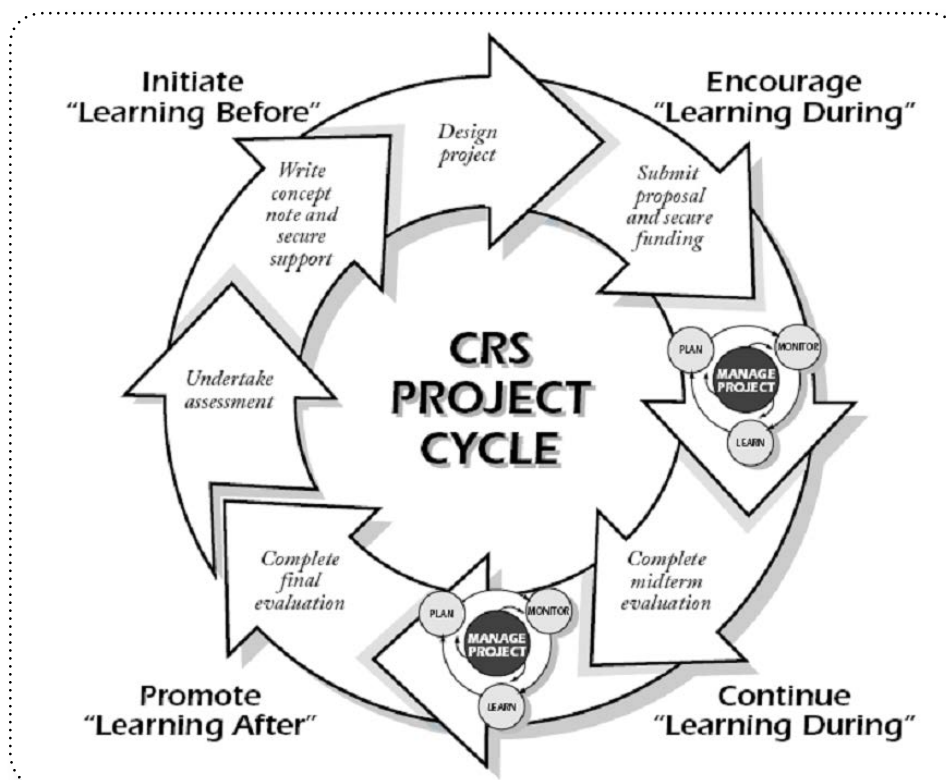 Initiate
“Learning Before”
Encourage
“Learning During”
Design
project
Write
concept
note and
secure
support
Submit
proposal
and secure
funding
CRS
PROJECT
CYCLE
PLAN
MONITOR
MANAGE
PROJECT
LEARN
Undertake
assessment
Complete
midterm
evaluation
Complete
final
evaluation
PLAN
MONITOR
MANAGE
PROJECT
LEARN
Promote
“Learning After”
Continue
“Learning During”